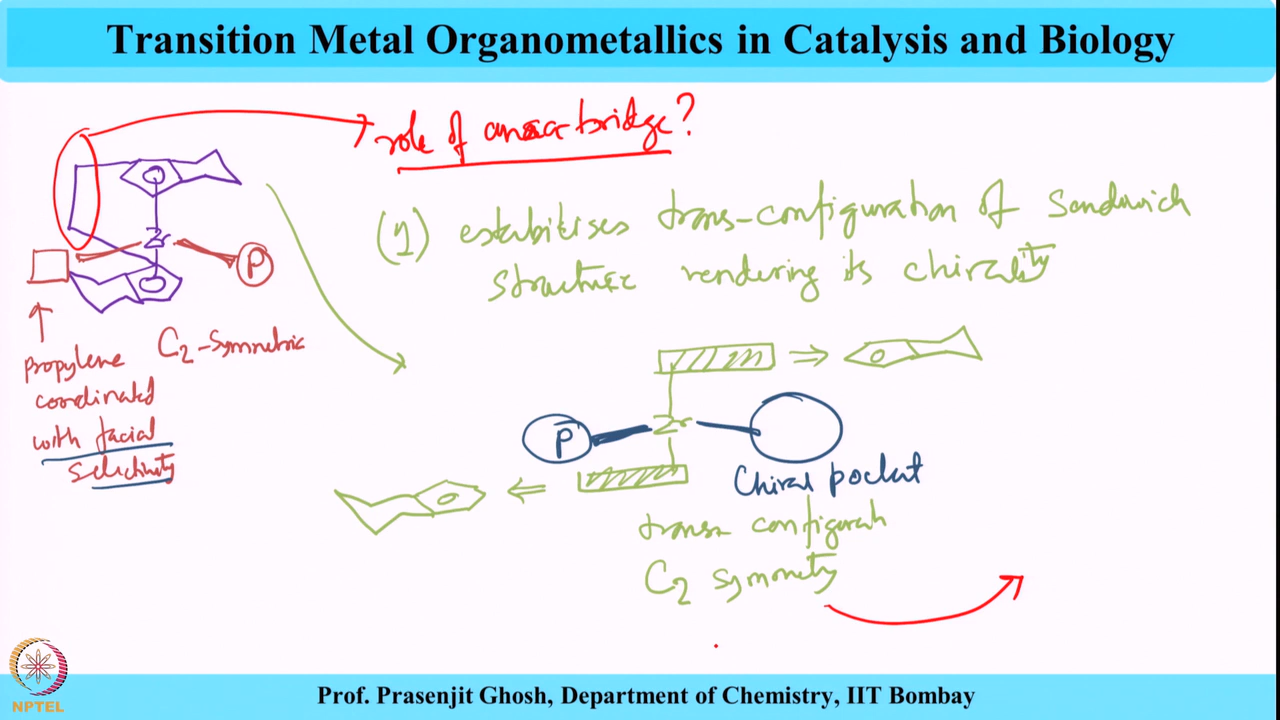 Transition Metal Organometallics in Catalysis and Biology
role of ansa bridge?
(1) establilises trans-configuration of Sandwich
structure rendering its chirality
Zr
P
C2-Symmetric
propylene
coordinated
with facial
selectivity
P
Zr
Chiral pocket
trans configurati
C2 symmetry
NPTEL
Prof. Prasenjit Ghosh, Department of Chemistry, IIT Bombay